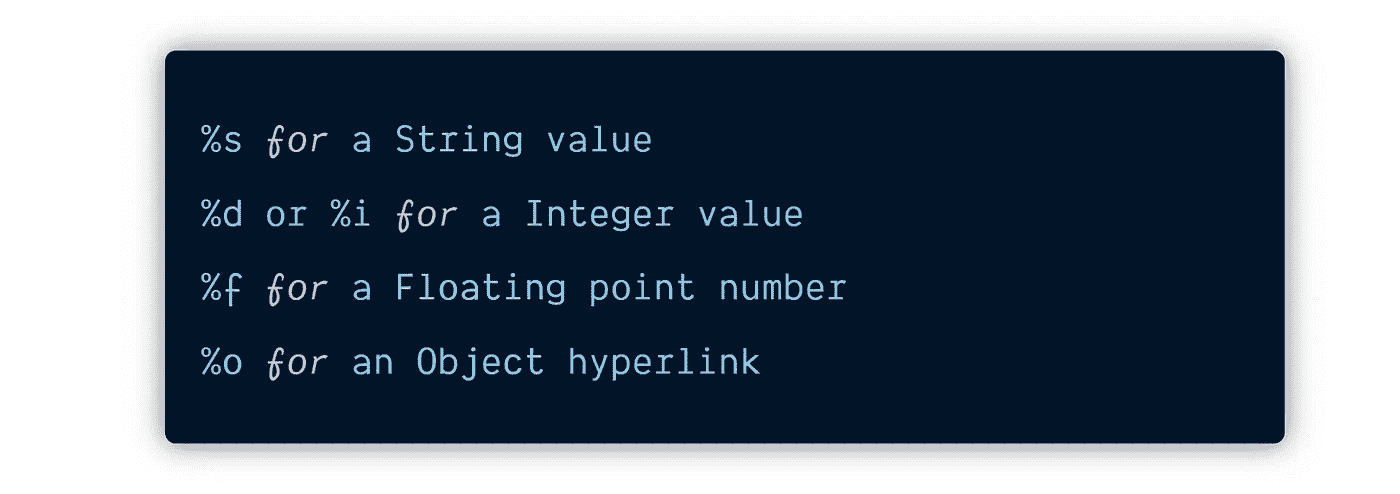 %s for a String value
%d or %i for a Integer value
%f for a Floating point number
%o for an Object hyperlink